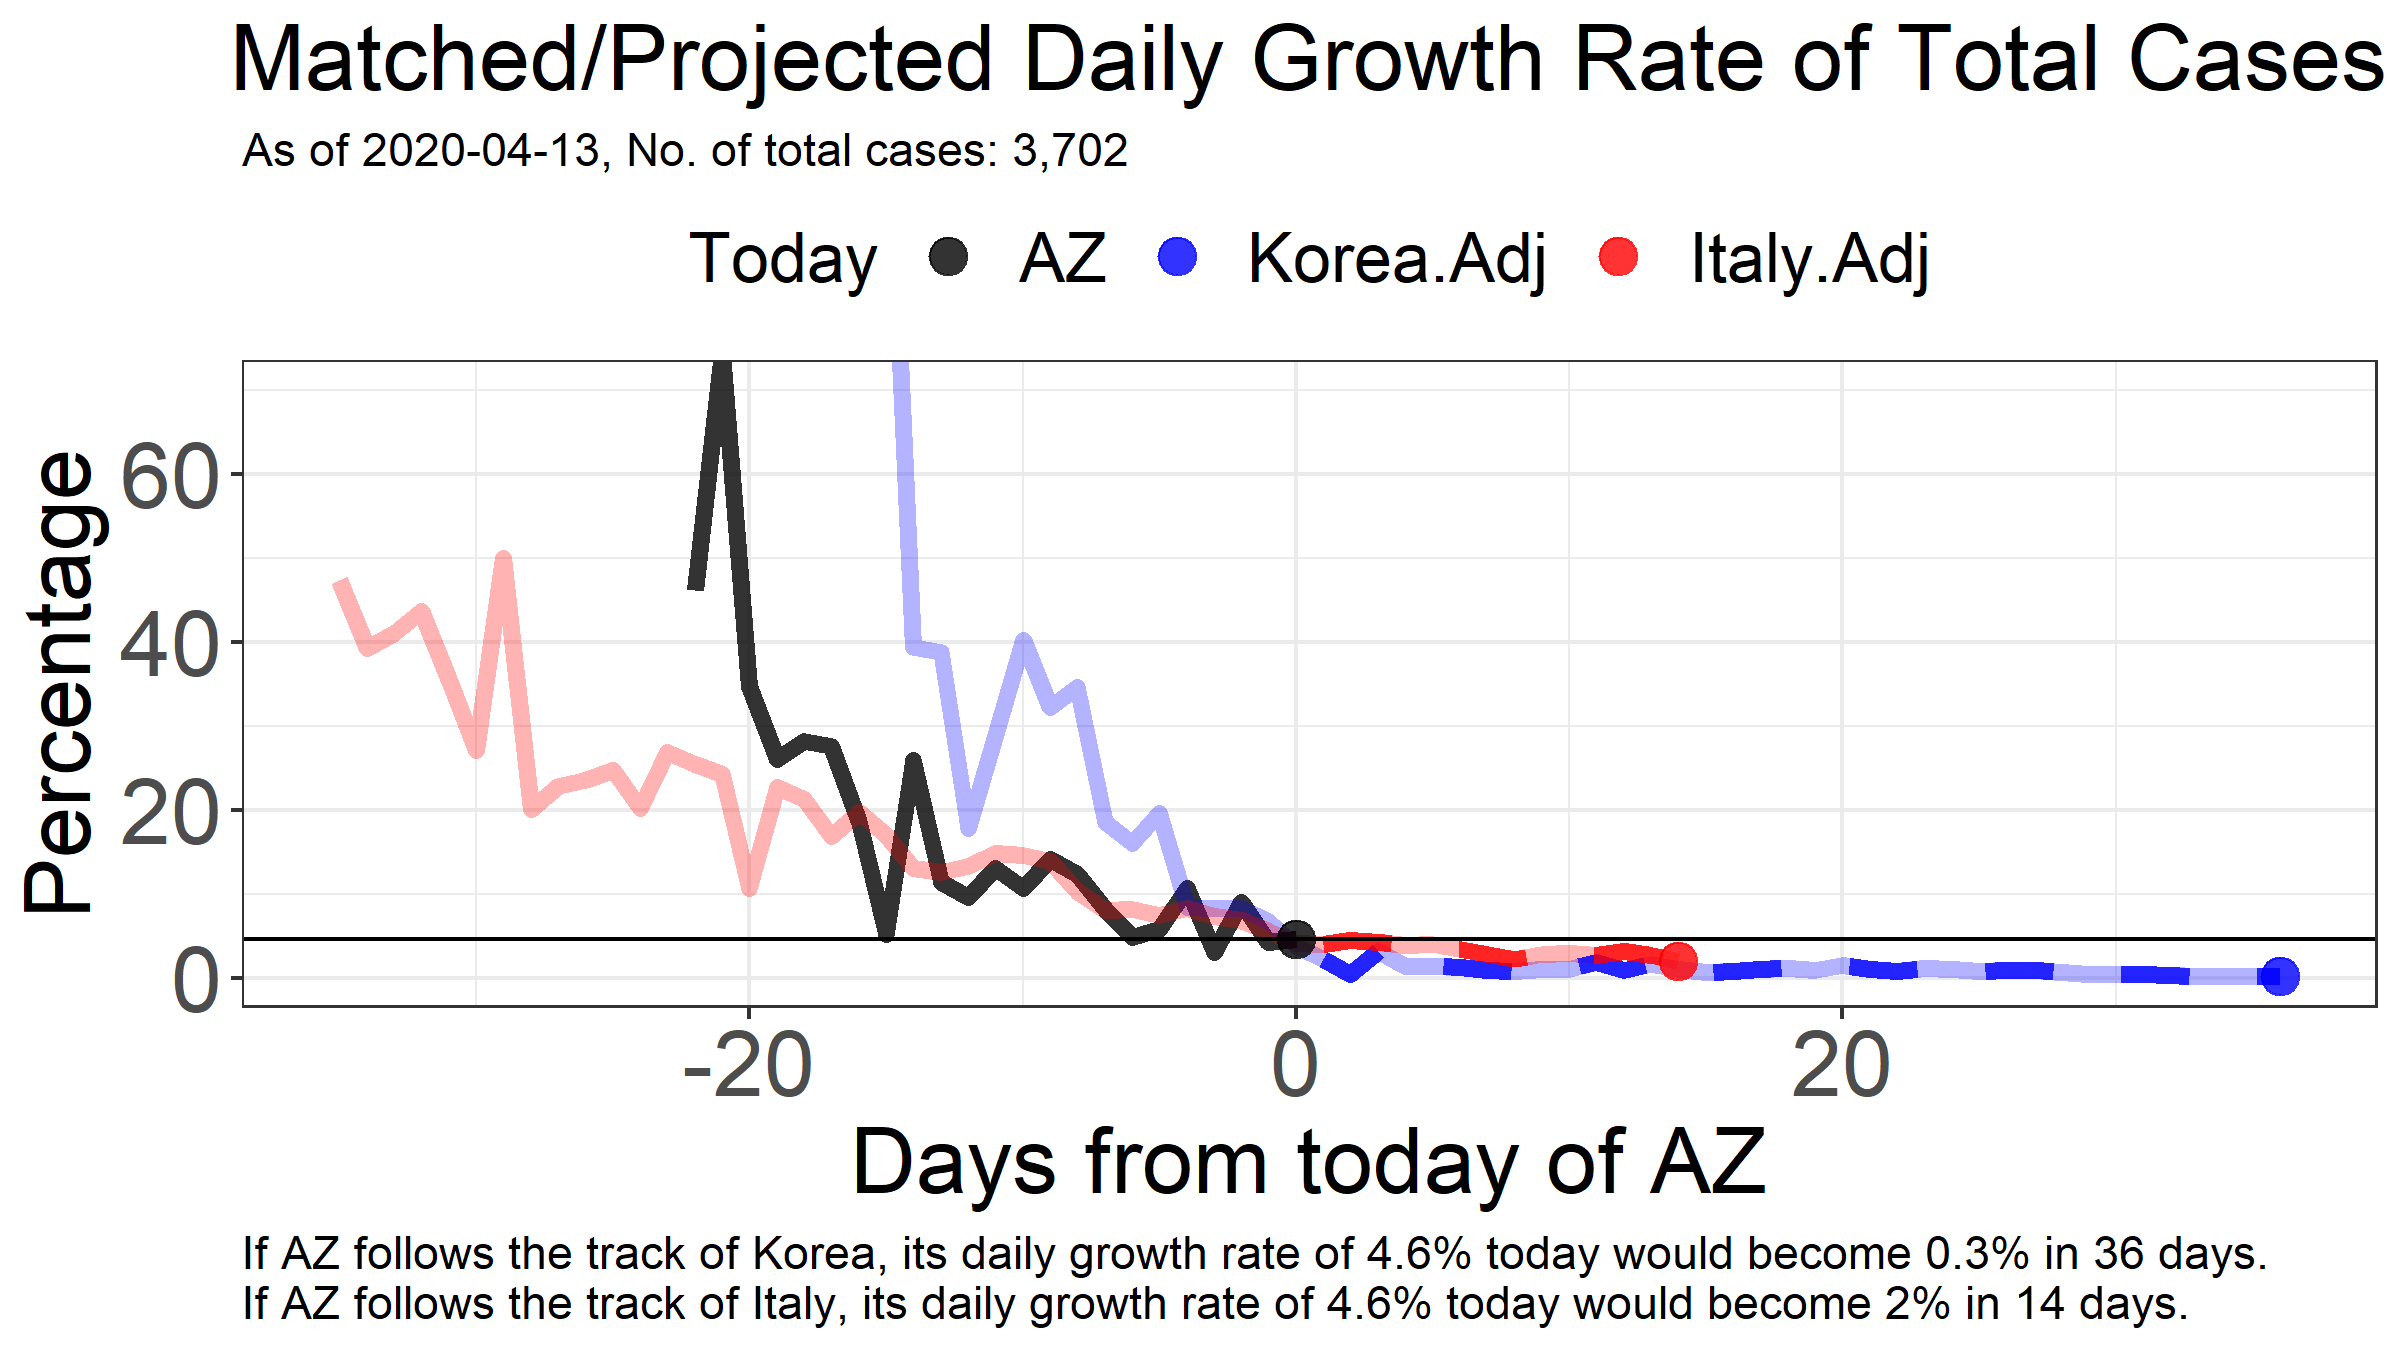 Matched/Projected Daily Growth Rate of Total Cases
As of 2020-04-13, No. of total cases: 3,702
Today AZ Korea.Adj Italy.Adj
Percentage
60
40
20
0
-20 0 20
Days from today of AZ
If AZ follows the track of Korea, its daily growth rate of 4.6% today would become 0.3% in 36 days.
If AZ follows the track of Italy, its daily growth rate of 4.6% today would become 2% in 14 days.